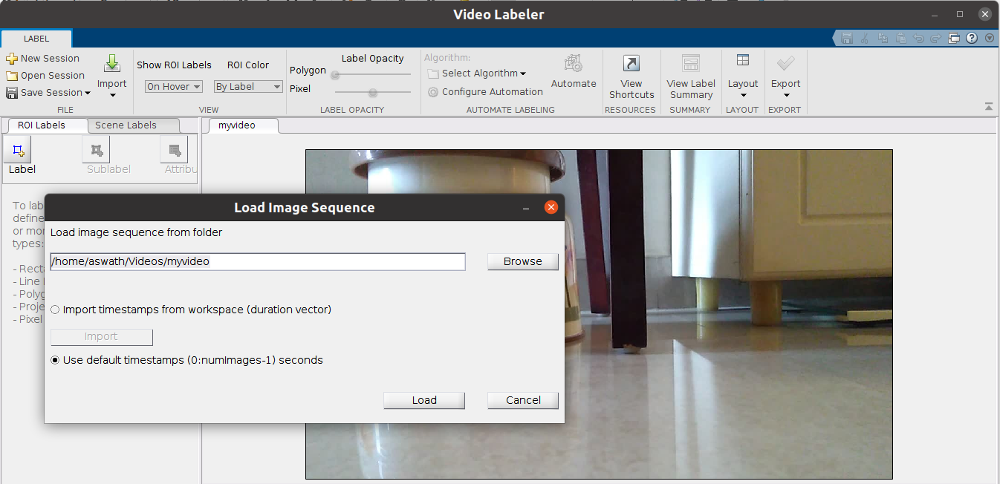 Video Labeler
LABEL
New Session
Open Session
Save Session
Import
FILE
Show ROI Labels
ROI Color
On Hover
By Label
VIEW
Label Opacity
Polygon
Pixel
LABEL OPACITY
Algorithm:
Select Algorithm
Configure Automation
Automate
AUTOMATE LABELING
View
Shortcuts
RESOURCES
View Label
Summary
SUMMARY
Layout
LAYOUT
Export
EXPORT
ROI Labels
Scene Labels
myvideo
Label
Sublabel
Attribu
To lab
define
or mo
types:
- Rect
- Line
- Polyg
- Proje
- Pixel
Load Image Sequence
Load image sequence from folder
/home/aswath/Videos/myvideo
Browse
Import timestamps from workspace (duration vector)
Import
Use default timestamps (0:numImages-1) seconds
Load
Cancel